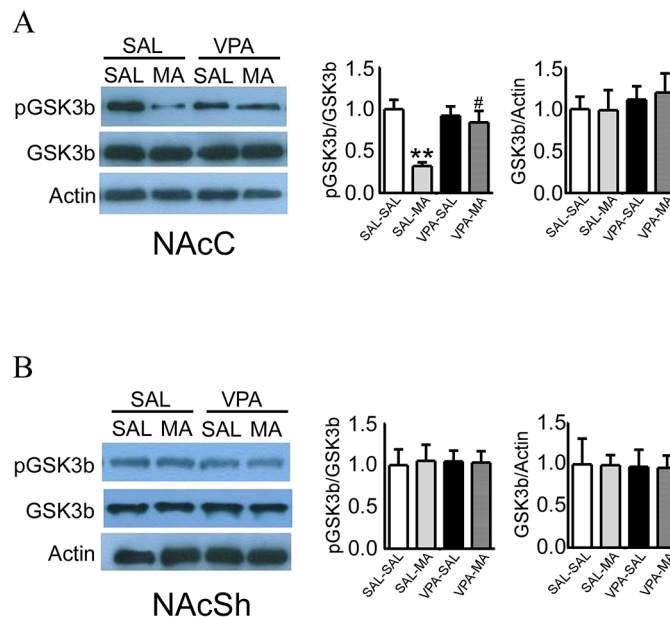 A
SAL VPA
SAL MA SAL MA
pGSK3b
GSK3b
Actin
NAcC
pGSK3b/GSK3b
1.5
1.0
0.5
0.0
**
#
SAL-SAL
SAL-MA
VPA-SAL
VPA-MA
GSK3b/Actin
1.5
1.0
0.5
0.0
SAL-SAL
SAL-MA
VPA-SAL
VPA-MA
B
SAL VPA
SAL MA SAL MA
pGSK3b
GSK3b
Actin
NAcSh
pGSK3b/GSK3b
1.5
1.0
0.5
0.0
SAL-SAL
SAL-MA
VPA-SAL
VPA-MA
GSK3b/Actin
1.5
1.0
0.5
0.0
SAL-SAL
SAL-MA
VPA-SAL
VPA-MA